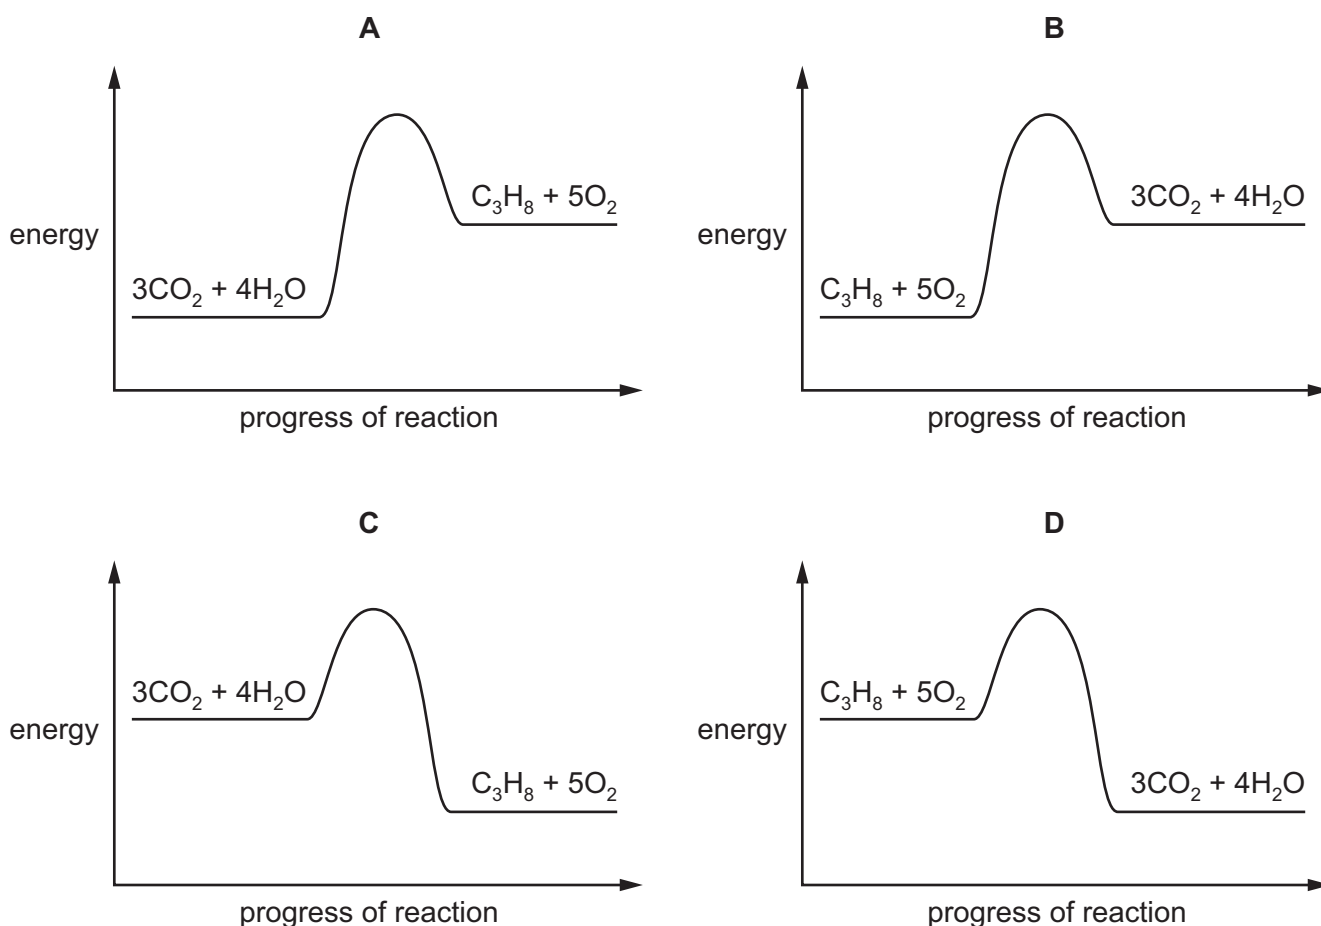 A
B
energy
3CO₂ + 4H₂O
C₃H₈ + 5O₂
progress of reaction
energy
C₃H₈ + 5O₂
3CO₂ + 4H₂O
progress of reaction
C
D
energy
3CO₂ + 4H₂O
C₃H₈ + 5O₂
progress of reaction
energy
C₃H₈ + 5O₂
3CO₂ + 4H₂O
progress of reaction